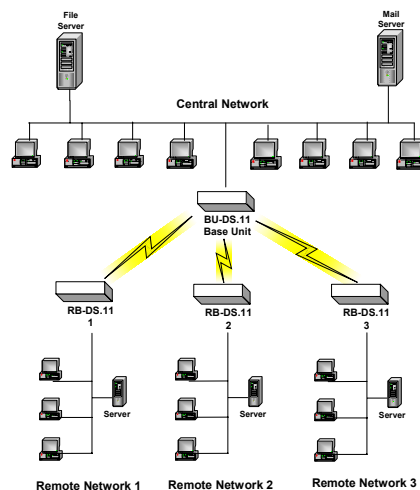 File
Server
Mail
Server
Central Network
BU-DS.11
Base Unit
RB-DS.11
1
RB-DS.11
2
RB-DS.11
3
Server
Server
Server
Remote Network 1
Remote Network 2
Remote Network 3